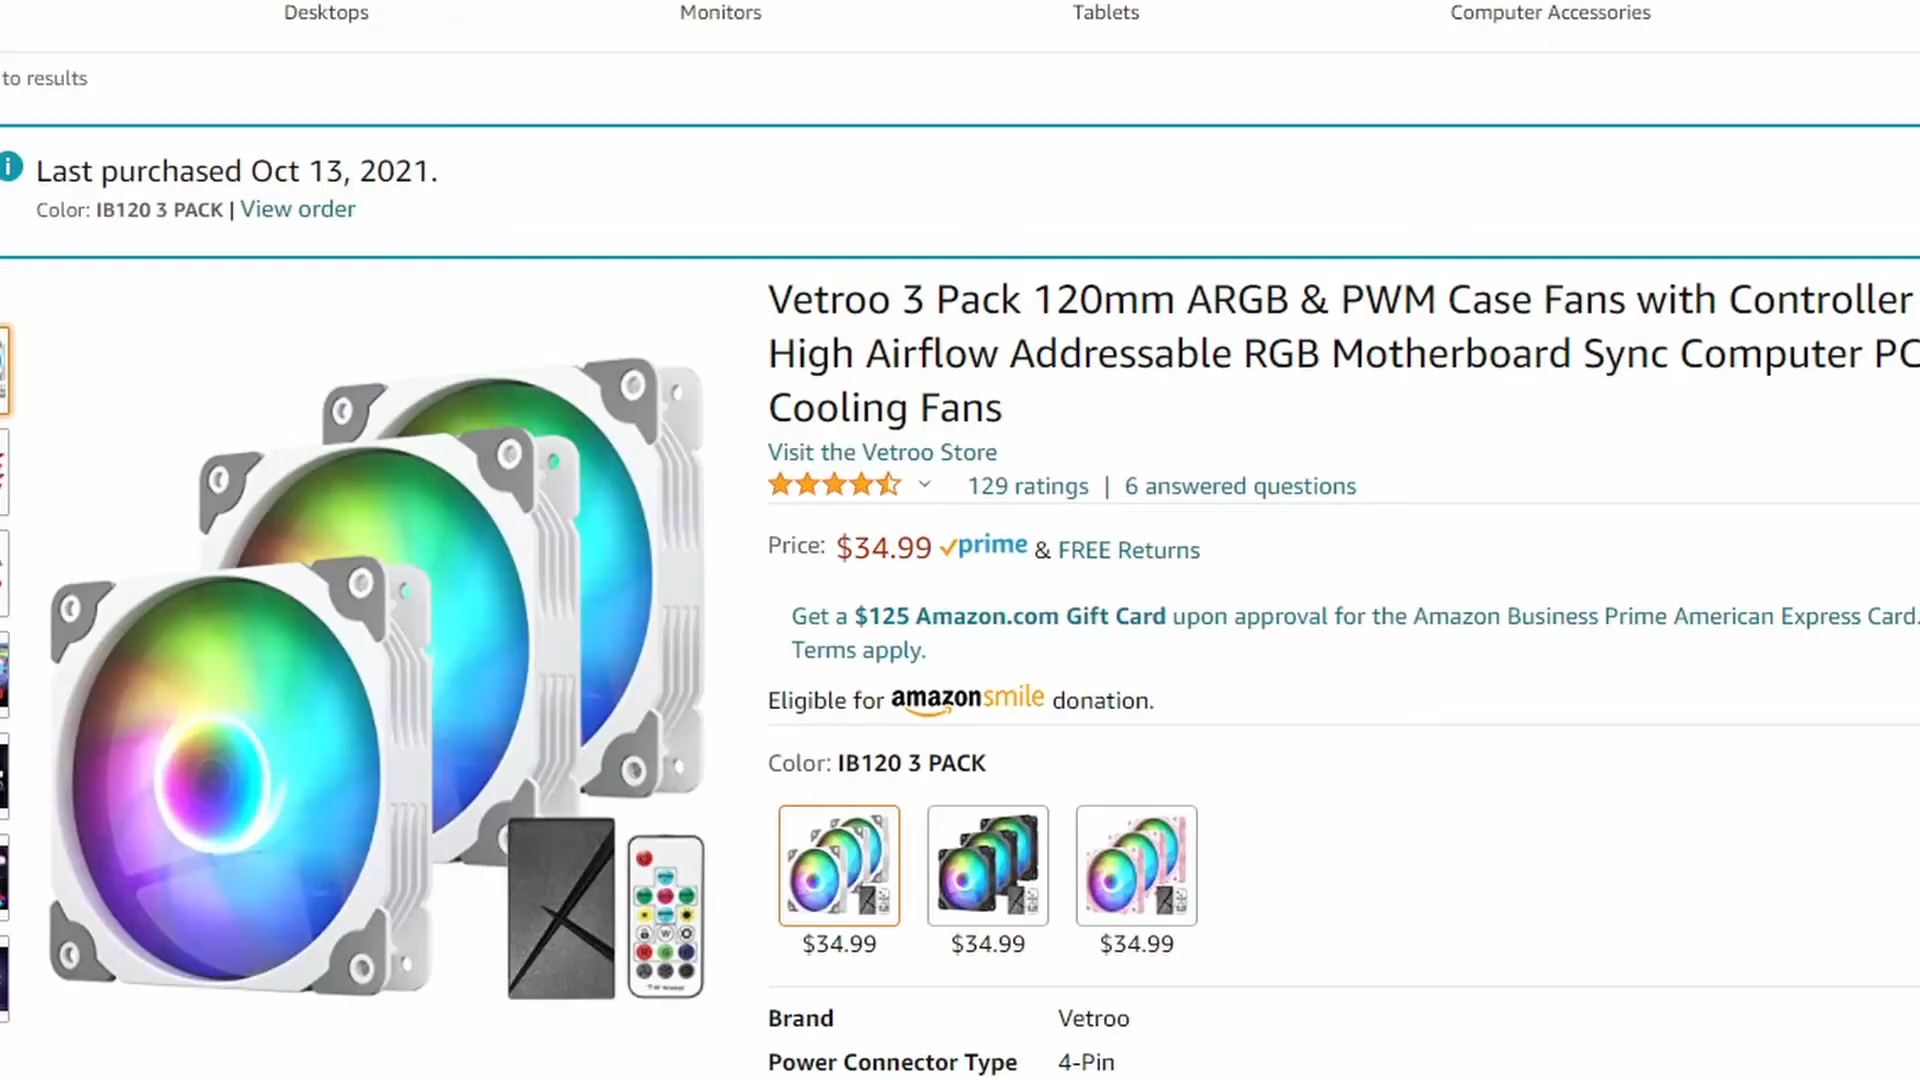 Desktops Monitors Tablets Computer Accessories
to results
Last purchased Oct 13, 2021.
Color: IB120 3 PACK | View order
Vetroo 3 Pack 120mm ARGB & PWM Case Fans with Controller
High Airflow Addressable RGB Motherboard Sync Computer PC
Cooling Fans
Visit the Vetroo Store
129 ratings | 6 answered questions
Price: $34.99 prime & FREE Returns
Get a $125 Amazon.com Gift Card upon approval for the Amazon Business Prime American Express Card.
Terms apply.
Eligible for amazonsmile donation.
Color: IB120 3 PACK
$34.99 $34.99 $34.99
Brand Vetroo
Power Connector Type 4-Pin